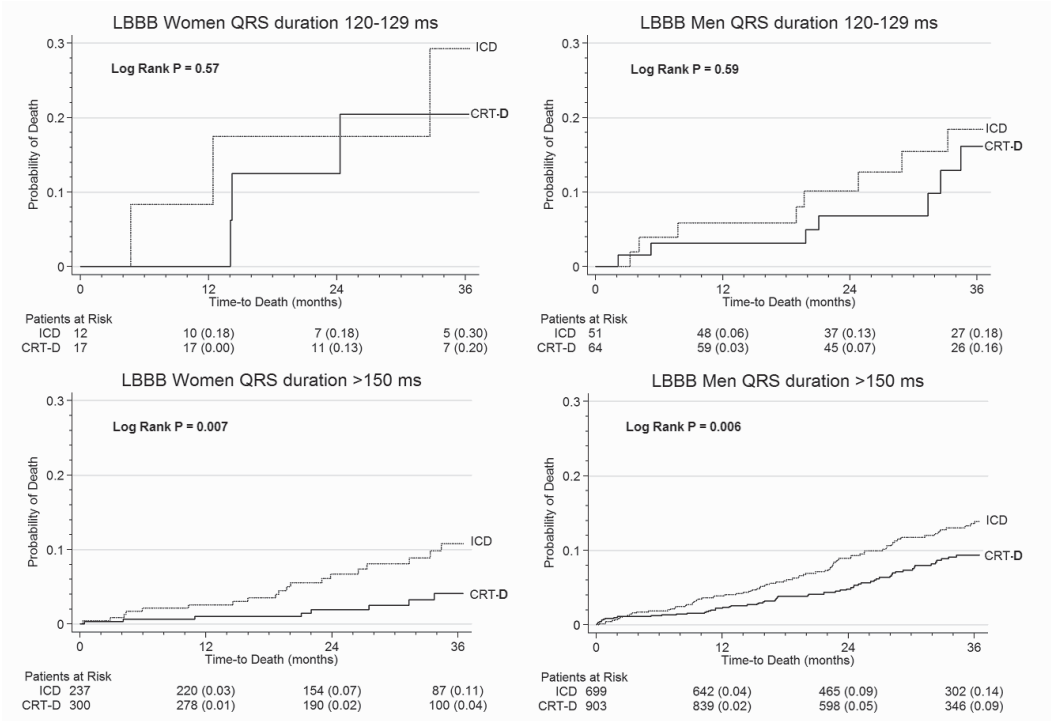 LBBB Women QRS duration 120-129 ms
0.3
0.2
0.1
0
Probability of Death
Log Rank P = 0.57
ICD
CRT-D
0 12 24 36
Time-to Death (months)
Patients at Risk
ICD 12 10 (0.18) 7 (0.18) 5 (0.30)
CRT-D 17 17 (0.00) 11 (0.13) 7 (0.20)
LBBB Men QRS duration 120-129 ms
0.3
0.2
0.1
0
Probability of Death
Log Rank P = 0.59
ICD
CRT-D
0 12 24 36
Time-to Death (months)
Patients at Risk
ICD 51 48 (0.06) 37 (0.13) 27 (0.18)
CRT-D 64 59 (0.03) 45 (0.07) 26 (0.16)
LBBB Women QRS duration >150 ms
0.3
0.2
0.1
0
Probability of Death
Log Rank P = 0.007
ICD
CRT-D
0 12 24 36
Time-to Death (months)
Patients at Risk
ICD 237 220 (0.03) 154 (0.07) 87 (0.11)
CRT-D 300 278 (0.01) 190 (0.02) 100 (0.04)
LBBB Men QRS duration >150 ms
0.3
0.2
0.1
0
Probability of Death
Log Rank P = 0.006
ICD
CRT-D
0 12 24 36
Time-to Death (months)
Patients at Risk
ICD 699 642 (0.04) 465 (0.09) 302 (0.14)
CRT-D 903 839 (0.02) 598 (0.05) 346 (0.09)